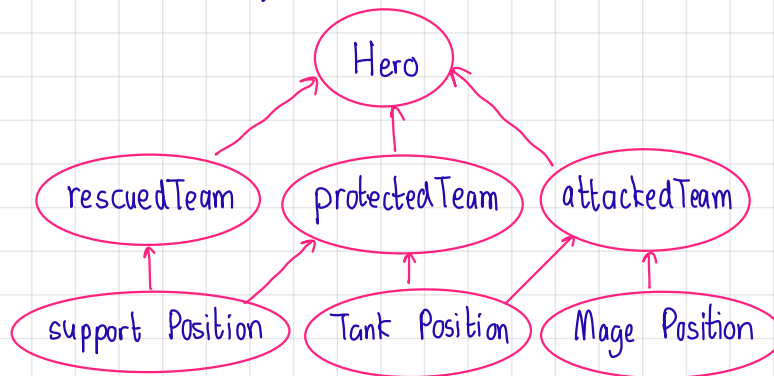 Hero
rescuedTeam
protectedTeam
attackedTeam
support Position
Tank Position
Mage Position